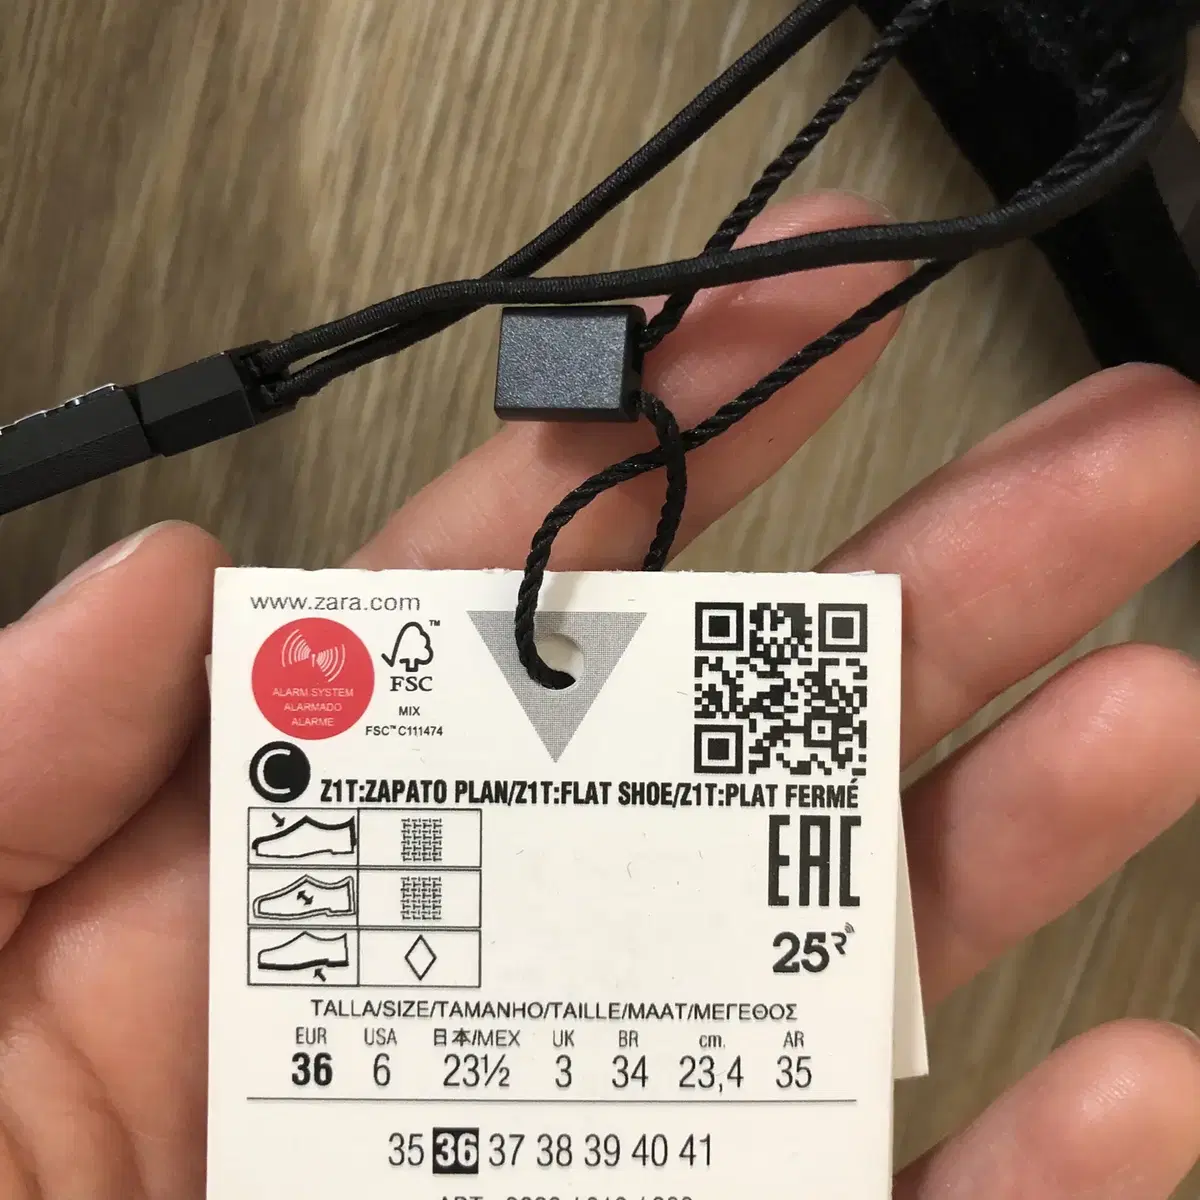 www.zara.com
ALARM SYSTEM
ALARMADO
ALARME
FSC™
MIX
FSC™ C111474
C
Z1T:ZAPATO PLAN/Z1T:FLAT SHOE/Z1T:PLAT FERMÉ
EAC
25R
TALLA/SIZE/TAMANHO/TAILLE/MAAT/ΜΕΓΕΘΟΣ
EUR USA 日本/MEX UK BR cm. AR
36 6 23½ 3 34 23,4 35
35 36 37 38 39 40 41